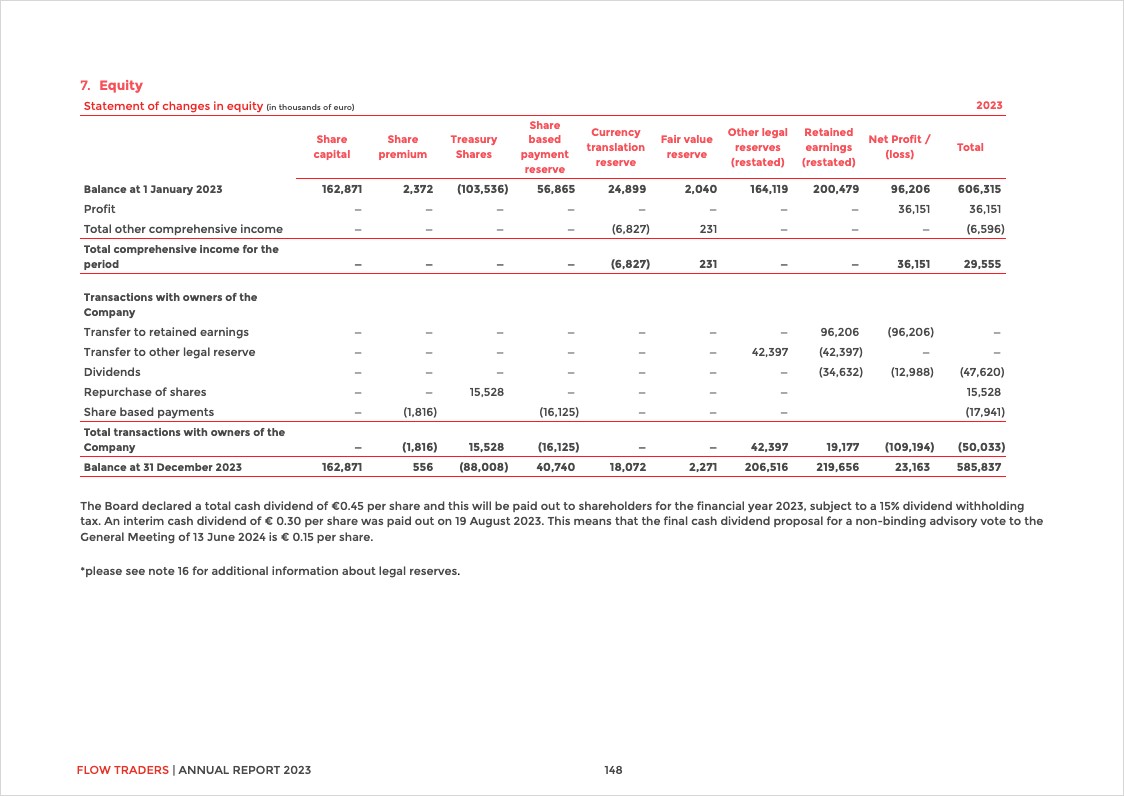 7. Equity
Statement of changes in equity (in thousands of euro) 2023
Share capital Share premium Treasury Shares Share based payment reserve Currency translation reserve Fair value reserve Other legal reserves (restated) Retained earnings (restated) Net Profit / (loss) Total
Balance at 1 January 2023 162,871 2,372 (103,536) 56,865 24,899 2,040 164,119 200,479 96,206 606,315
Profit — — — — — — — — 36,151 36,151
Total other comprehensive income — — — — (6,827) 231 — — — (6,596)
Total comprehensive income for the
period — — — — (6,827) 231 — — 36,151 29,555
Transactions with owners of the
Company
Transfer to retained earnings — — — — — — — 96,206 (96,206) —
Transfer to other legal reserve — — — — — — 42,397 (42,397) — —
Dividends — — — — — — — (34,632) (12,988) (47,620)
Repurchase of shares — — 15,528 — — — — 15,528
Share based payments — (1,816) (16,125) — — — (17,941)
Total transactions with owners of the
Company — (1,816) 15,528 (16,125) — — 42,397 19,177 (109,194) (50,033)
Balance at 31 December 2023 162,871 556 (88,008) 40,740 18,072 2,271 206,516 219,656 23,163 585,837
The Board declared a total cash dividend of €0.45 per share and this will be paid out to shareholders for the financial year 2023, subject to a 15% dividend withholding
tax. An interim cash dividend of € 0.30 per share was paid out on 19 August 2023. This means that the final cash dividend proposal for a non-binding advisory vote to the
General Meeting of 13 June 2024 is € 0.15 per share.
*please see note 16 for additional information about legal reserves.
FLOW TRADERS | ANNUAL REPORT 2023 148